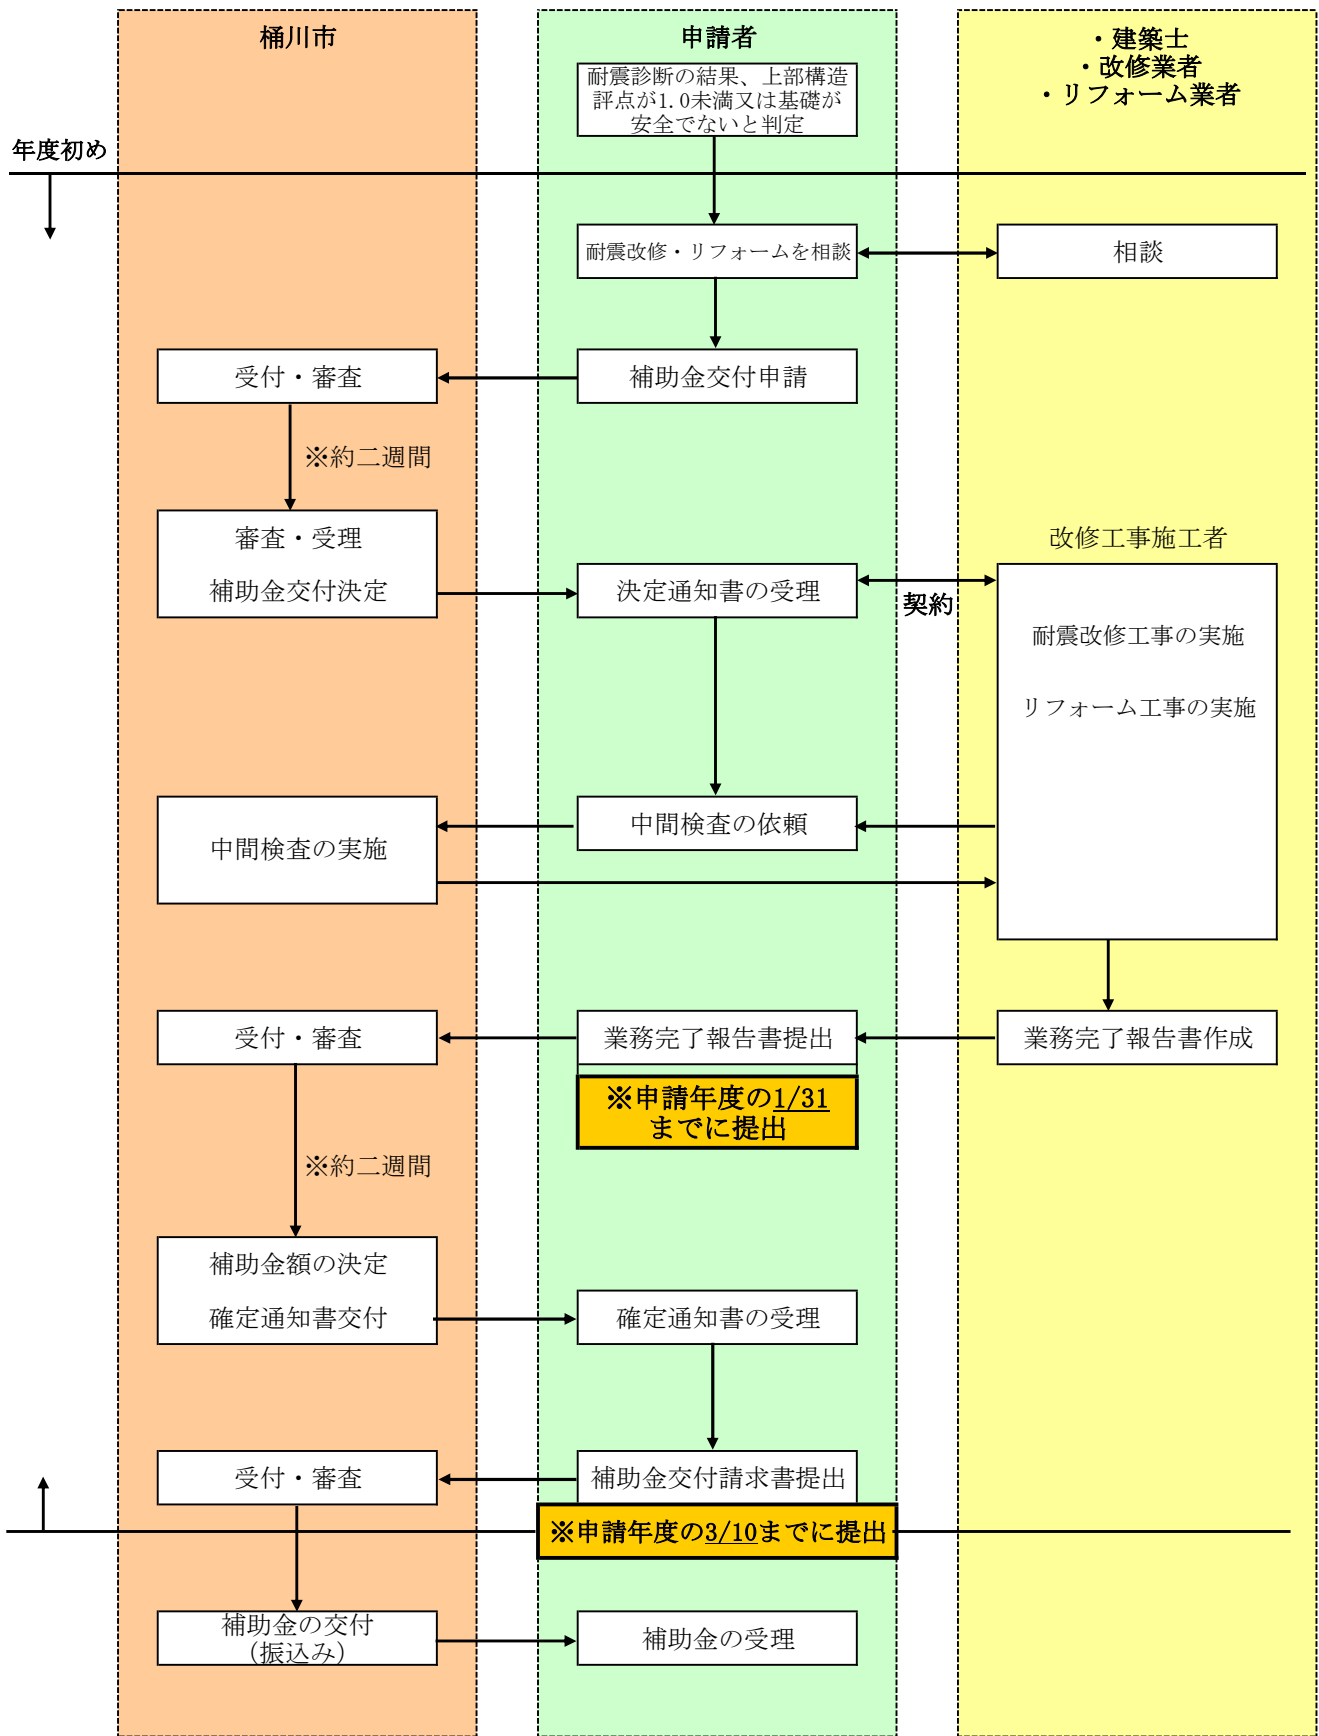 桶川市
申請者
・建築士
・改修業者
・リフォーム業者
耐震診断の結果、上部構造
評点が1.0未満又は基礎が
安全でないと判定
年度初め
耐震改修・リフォームを相談
相談
受付・審査
補助金交付申請
※約二週間
審査・受理
補助金交付決定
決定通知書の受理
契約
改修工事施工者
耐震改修工事の実施
リフォーム工事の実施
中間検査の実施
中間検査の依頼
受付・審査
業務完了報告書提出
業務完了報告書作成
※申請年度の1/31
までに提出
※約二週間
補助金額の決定
確定通知書交付
確定通知書の受理
受付・審査
補助金交付請求書提出
※申請年度の3/10までに提出
補助金の交付
（振込み）
補助金の受理